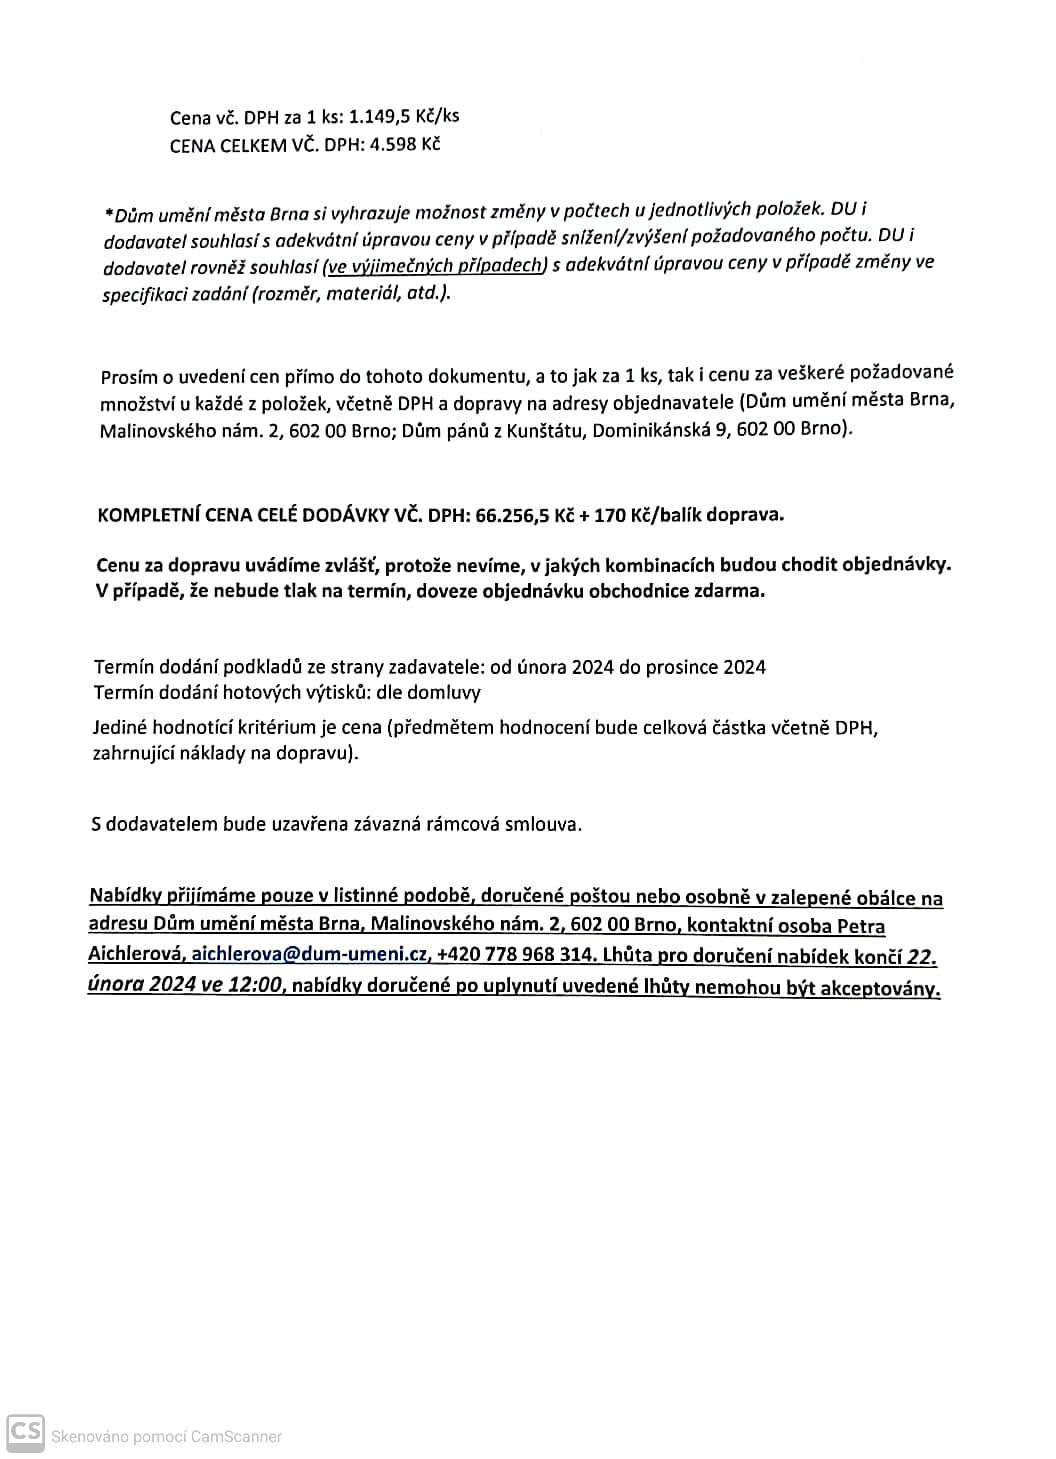 Cena vč. DPH za 1 ks: 1.149,5 Kč/ks
CENA CELKEM VČ. DPH: 4.598 Kč
*Dům umění města Brna si vyhrazuje možnost změny v počtech u jednotlivých položek. DU i
dodavatel souhlasí s adekvátní úpravou ceny v případě snížení/zvýšení požadovaného počtu. DU i
dodavatel rovněž souhlasí (ve výjimečných případech) s adekvátní úpravou ceny v případě změny ve
specifikaci zadání (rozměr, materiál, atd.).
Prosím o uvedení cen přímo do tohoto dokumentu, a to jak za 1 ks, tak i cenu za veškeré požadované
množství u každé z položek, včetně DPH a dopravy na adresy objednavatele (Dům umění města Brna,
Malinovského nám. 2, 602 00 Brno; Dům pánů z Kunštátu, Dominikánská 9, 602 00 Brno).
KOMPLETNÍ CENA CELÉ DODÁVKY VČ. DPH: 66.256,5 Kč + 170 Kč/balík doprava.
Cenu za dopravu uvádíme zvlášť, protože nevíme, v jakých kombinacích budou chodit objednávky.
V případě, že nebude tlak na termín, doveze objednávku obchodnice zdarma.
Termín dodání podkladů ze strany zadavatele: od února 2024 do prosince 2024
Termín dodání hotových výtisků: dle domluvy
Jediné hodnotící kritérium je cena (předmětem hodnocení bude celková částka včetně DPH,
zahrnující náklady na dopravu).
S dodavatelem bude uzavřena závazná rámcová smlouva.
Nabídky přijímáme pouze v listinné podobě, doručené poštou nebo osobně v zalepené obálce na
adresu Dům umění města Brna, Malinovského nám. 2, 602 00 Brno, kontaktní osoba Petra
Aichlerová, aichlerova@dum-umeni.cz, +420 778 968 314. Lhůta pro doručení nabídek končí 22.
února 2024 ve 12:00, nabídky doručené po uplynutí uvedené lhůty nemohou být akceptovány.
CS Skenováno pomocí CamScanner